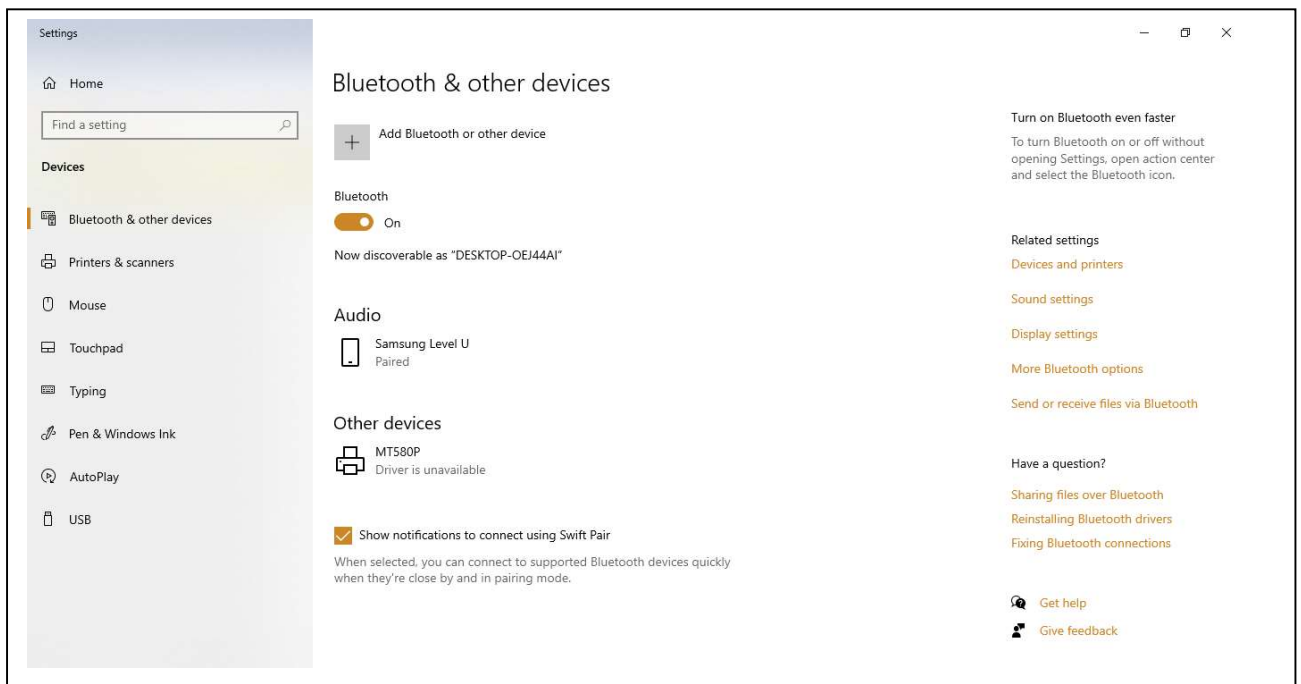 Settings
Home
Find a setting
Devices
Bluetooth & other devices
Printers & scanners
Mouse
Touchpad
Typing
Pen & Windows Ink
AutoPlay
USB
Bluetooth & other devices
Add Bluetooth or other device
Bluetooth
On
Now discoverable as “DESKTOP-OEJ44AI”
Audio
Samsung Level U
Paired
Other devices
MT580P
Driver is unavailable
Show notifications to connect using Swift Pair
When selected, you can connect to supported Bluetooth devices quickly
when they're close by and in pairing mode.
Turn on Bluetooth even faster
To turn Bluetooth on or off without
opening Settings, open action center
and select the Bluetooth icon.
Related settings
Devices and printers
Sound settings
Display settings
More Bluetooth options
Send or receive files via Bluetooth
Have a question?
Sharing files over Bluetooth
Reinstalling Bluetooth drivers
Fixing Bluetooth connections
Get help
Give feedback